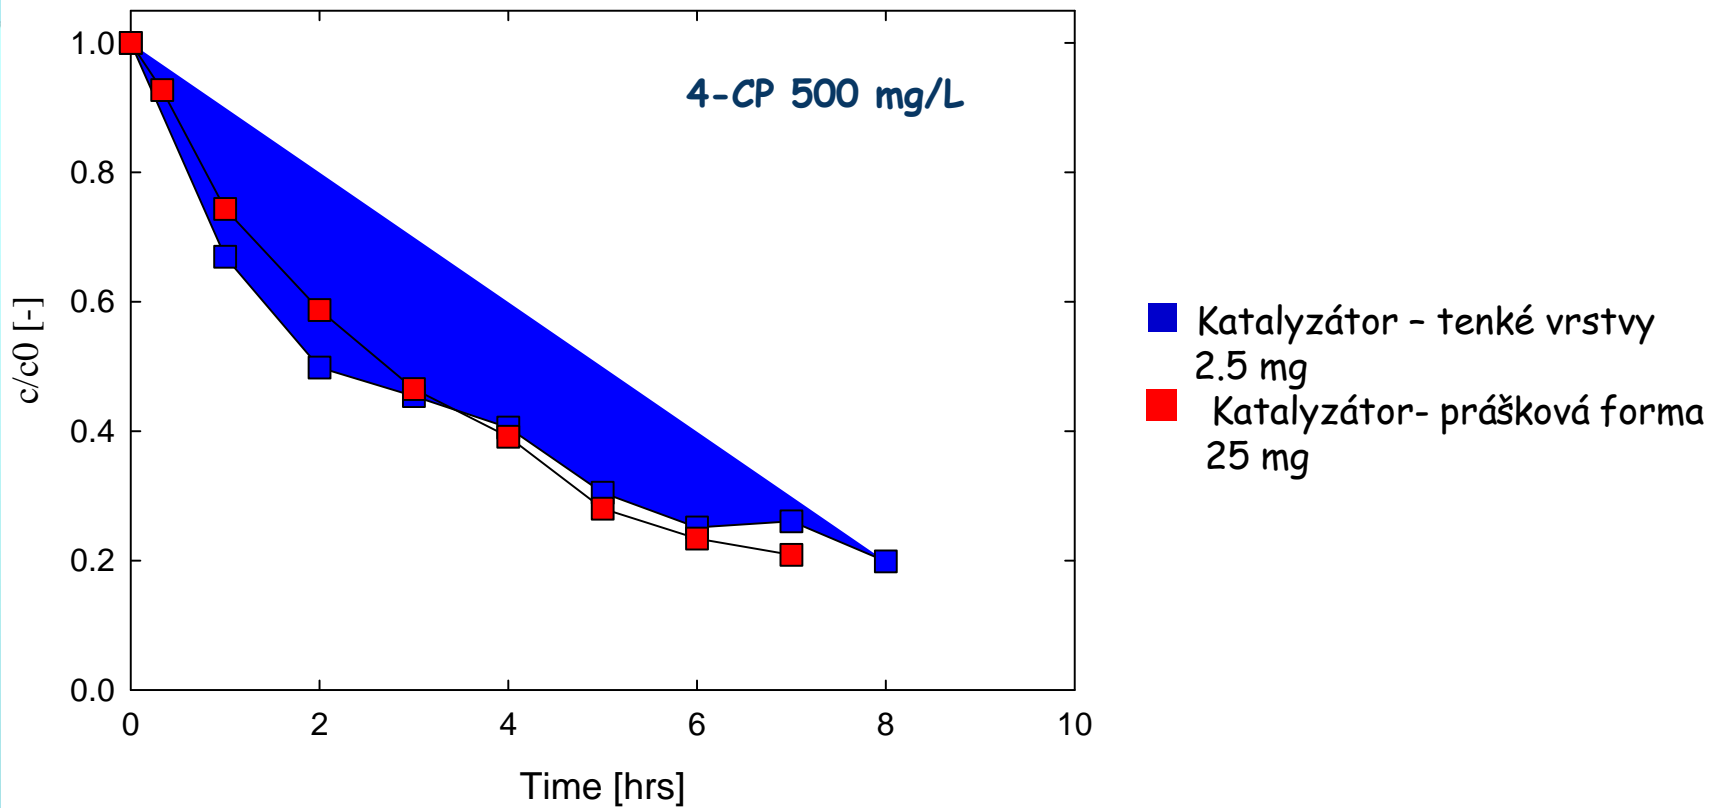 4-CP 500 mg/L
1.0
0.8
0.6
0.4
0.2
0.0
c/c0 [-]
0 2 4 6 8 10
Time [hrs]
Katalyzátor – tenké vrstvy
2.5 mg
Katalyzátor- prášková forma
25 mg